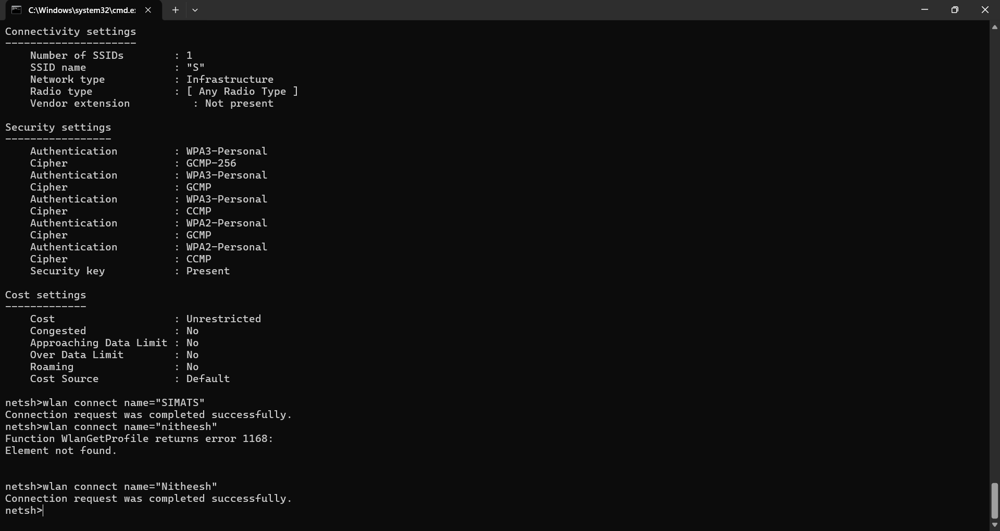 C:\Windows\system32\cmd.e
Connectivity settings
---------------------
    Number of SSIDs        : 1
    SSID name              : "S"
    Network type           : Infrastructure
    Radio type             : [ Any Radio Type ]
    Vendor extension          : Not present
Security settings
-----------------
    Authentication         : WPA3-Personal
    Cipher                 : GCMP-256
    Authentication         : WPA3-Personal
    Cipher                 : GCMP
    Authentication         : WPA3-Personal
    Cipher                 : CCMP
    Authentication         : WPA2-Personal
    Cipher                 : GCMP
    Authentication         : WPA2-Personal
    Cipher                 : CCMP
    Security key           : Present
Cost settings
-------------
    Cost                   : Unrestricted
    Congested              : No
    Approaching Data Limit : No
    Over Data Limit        : No
    Roaming                : No
    Cost Source            : Default
netsh>wlan connect name="SIMATS"
Connection request was completed successfully.
netsh>wlan connect name="nitheesh"
Function WlanGetProfile returns error 1168:
Element not found.
netsh>wlan connect name="Nitheesh"
Connection request was completed successfully.
netsh>